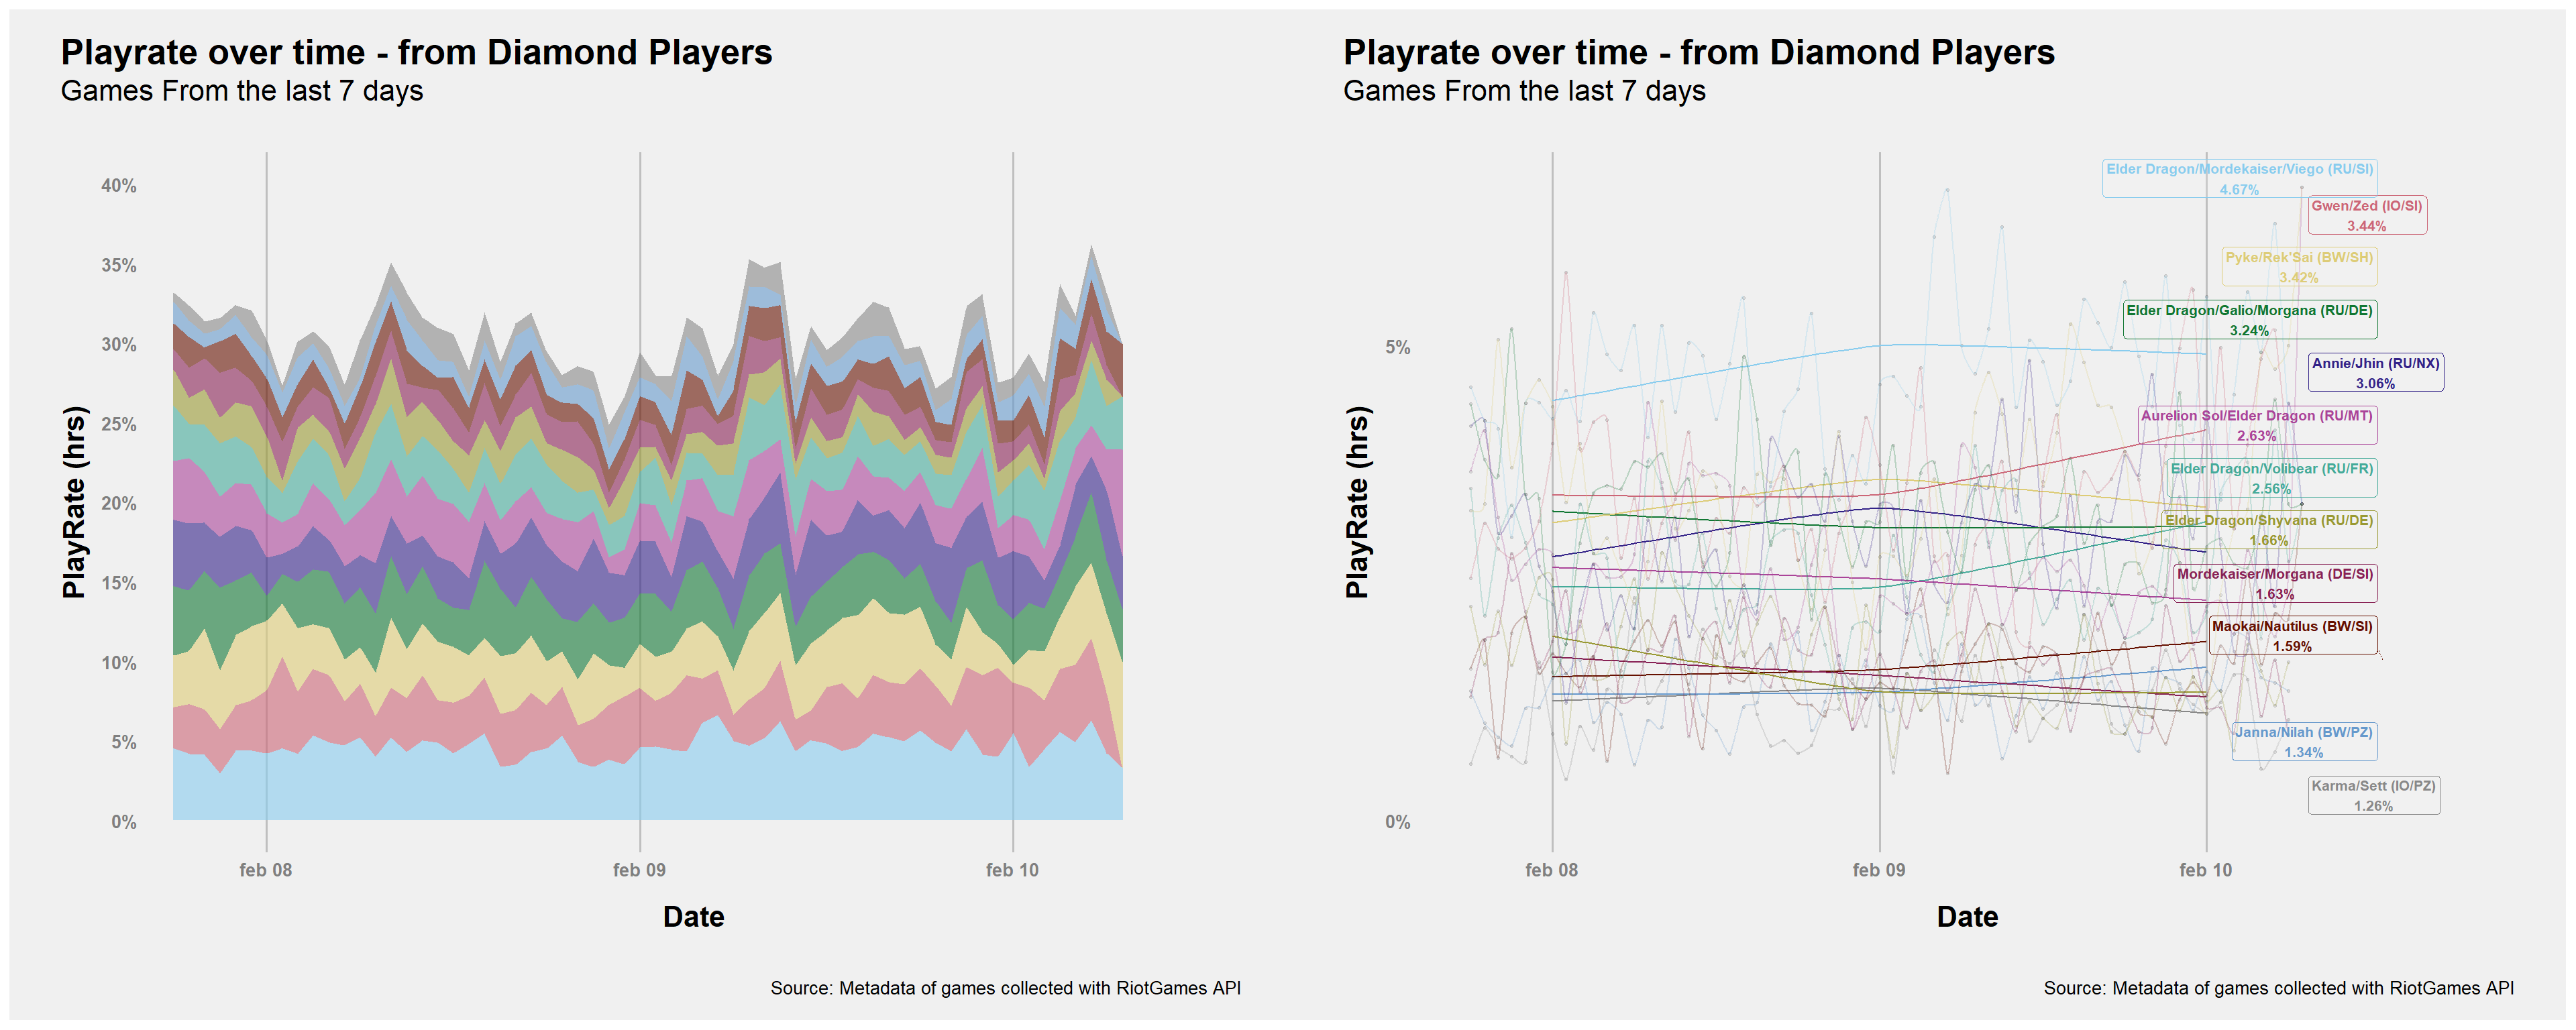 Playrate over time - from Diamond Players
Games From the last 7 days
40%
35%
30%
25%
20%
15%
10%
5%
0%
PlayRate (hrs)
feb 08
feb 09
feb 10
Date
Source: Metadata of games collected with RiotGames API
Playrate over time - from Diamond Players
Games From the last 7 days
5%
0%
PlayRate (hrs)
Elder Dragon/Mordekaiser/Viego (RU/SI)
4.67%
Gwen/Zed (IO/SI)
3.44%
Pyke/Rek'Sai (BW/SH)
3.42%
Elder Dragon/Galio/Morgana (RU/DE)
3.24%
Annie/Jhin (RU/NX)
3.06%
Aurelion Sol/Elder Dragon (RU/MT)
2.63%
Elder Dragon/Volibear (RU/FR)
2.56%
Elder Dragon/Shyvana (RU/DE)
1.66%
Mordekaiser/Morgana (DE/SI)
1.63%
Maokai/Nautilus (BW/SI)
1.59%
Janna/Nilah (BW/PZ)
1.34%
Karma/Sett (IO/PZ)
1.26%
feb 08
feb 09
feb 10
Date
Source: Metadata of games collected with RiotGames API